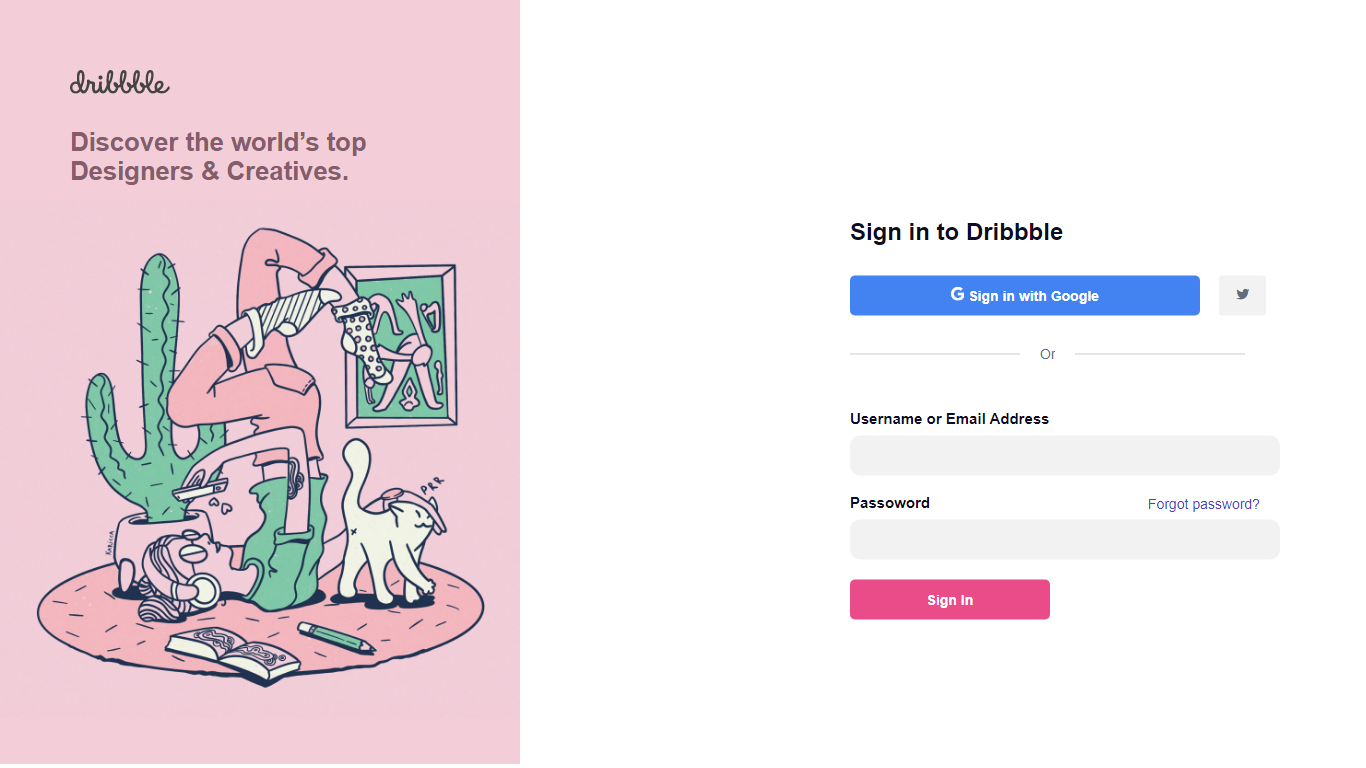 dribbble
Discover the world’s top
Designers & Creatives.
PRR
KARICCA
Sign in to Dribbble
G Sign in with Google
Or
Username or Email Address
Passoword
Forgot password?
Sign In